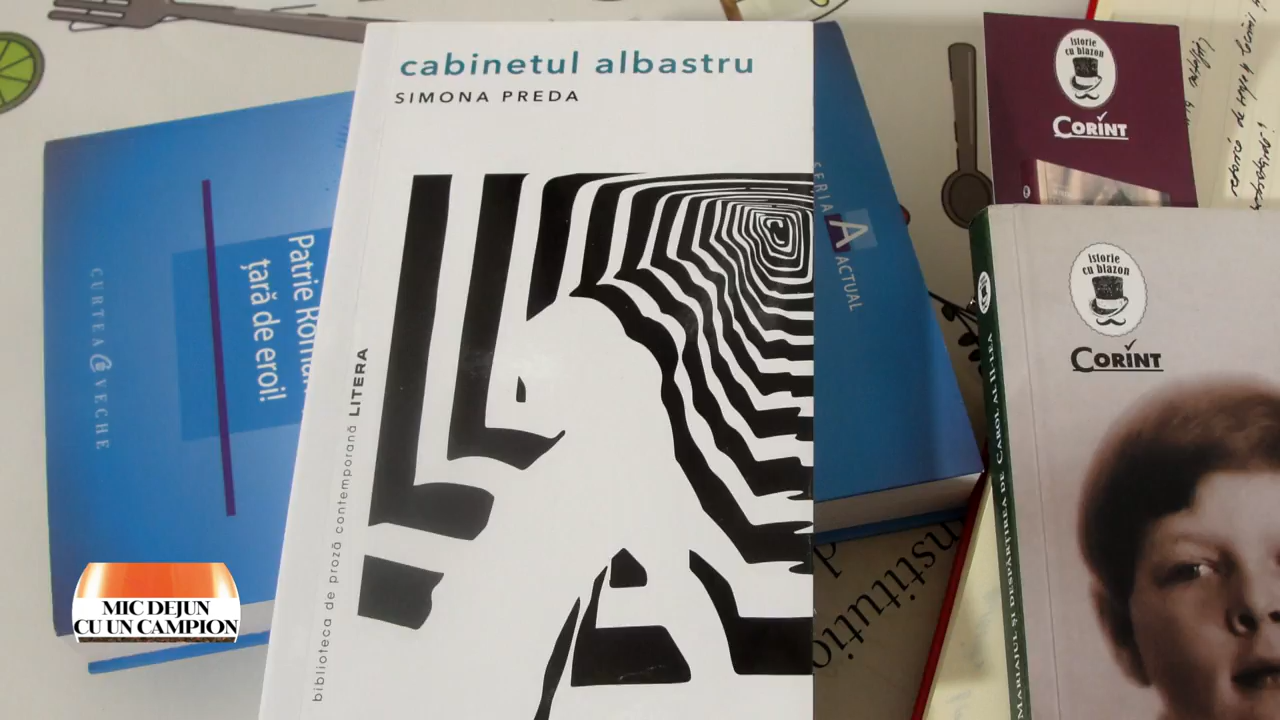 cabinetul albastru
SIMONA PREDA
biblioteca de proză contemporană LITERA
Patrie Român
țară de eroi!
CURTEA VECHE
SERIA
A
ACTUAL
MIC DEJUN
CU UN CAMPION
istorie
cu blazon
CORINT
istorie
cu blazon
CORINT
MARIAJUL ȘI DESPĂRȚIREA DE CAROL AL II-LEA